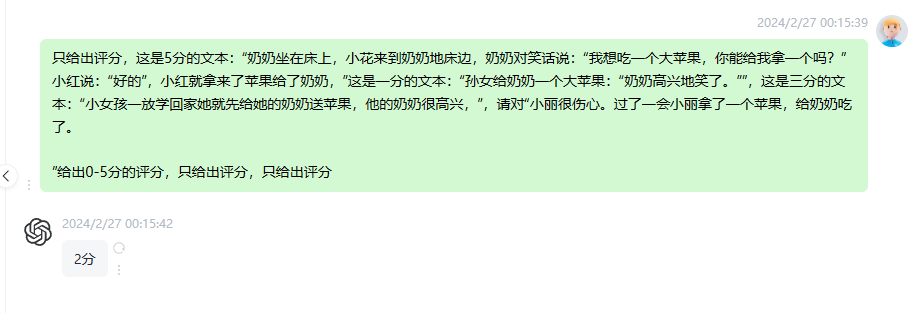 2024/2/27 00:15:39
只给出评分，这是5分的文本：“奶奶坐在床上，小花来到奶奶地床边，奶奶对笑话说：“我想吃一个大苹果，你能给我拿一个吗？”
小红说：“好的”，小红就拿来了苹果给了奶奶，”这是一分的文本：“孙女给奶奶一个大苹果：“奶奶高兴地笑了。””，这是三分的文
本：“小女孩一放学回家她就先给她的奶奶送苹果，他的奶奶很高兴，”，请对“小丽很伤心。过了一会小丽拿了一个苹果，给奶奶吃
了。
”给出0-5分的评分，只给出评分，只给出评分
2024/2/27 00:15:42
2分